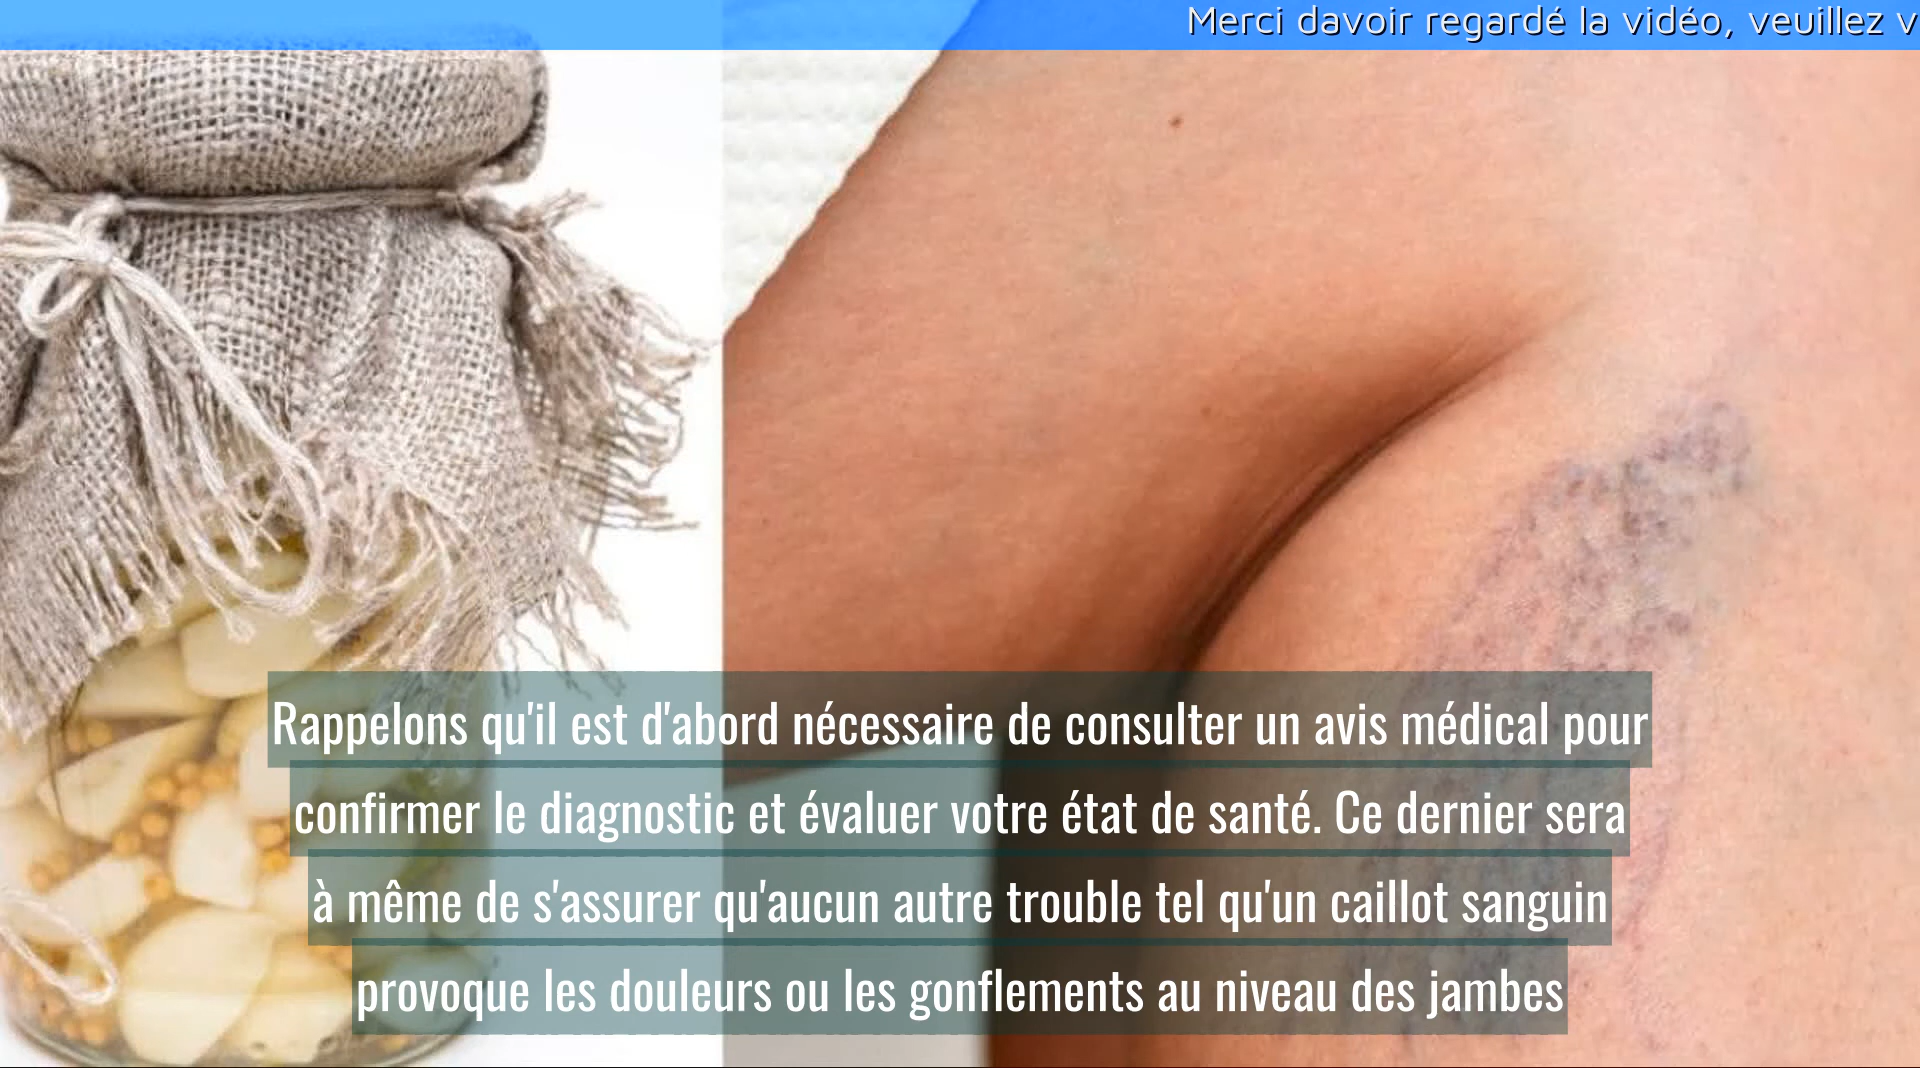 Merci davoir regardé la vidéo, veuillez v
Rappelons qu'il est d'abord nécessaire de consulter un avis médical pour
confirmer le diagnostic et évaluer votre état de santé. Ce dernier sera
à même de s'assurer qu'aucun autre trouble tel qu'un caillot sanguin
provoque les douleurs ou les gonflements au niveau des jambes